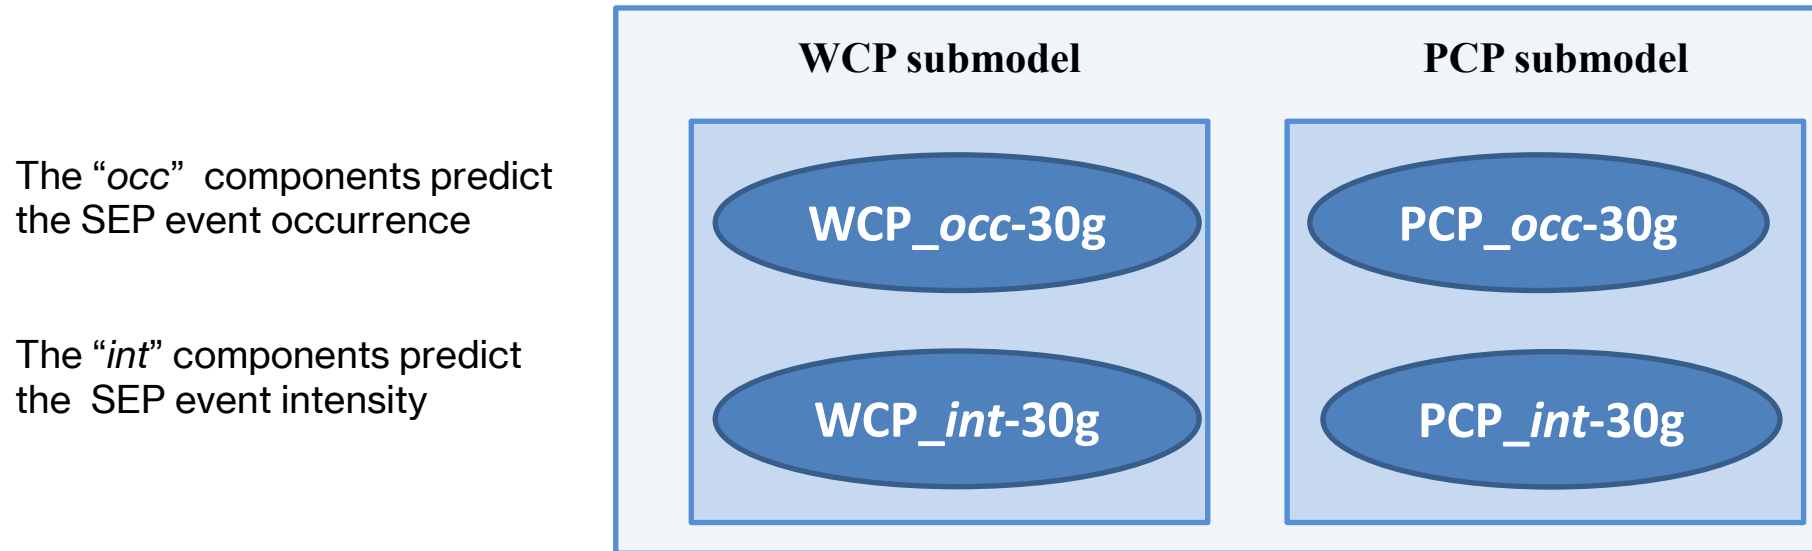 WCP submodel
PCP submodel
The “occ”  components predict
the SEP event occurrence
WCP_occ-30g
PCP_occ-30g
The “int” components predict
the  SEP event intensity
WCP_int-30g
PCP_int-30g